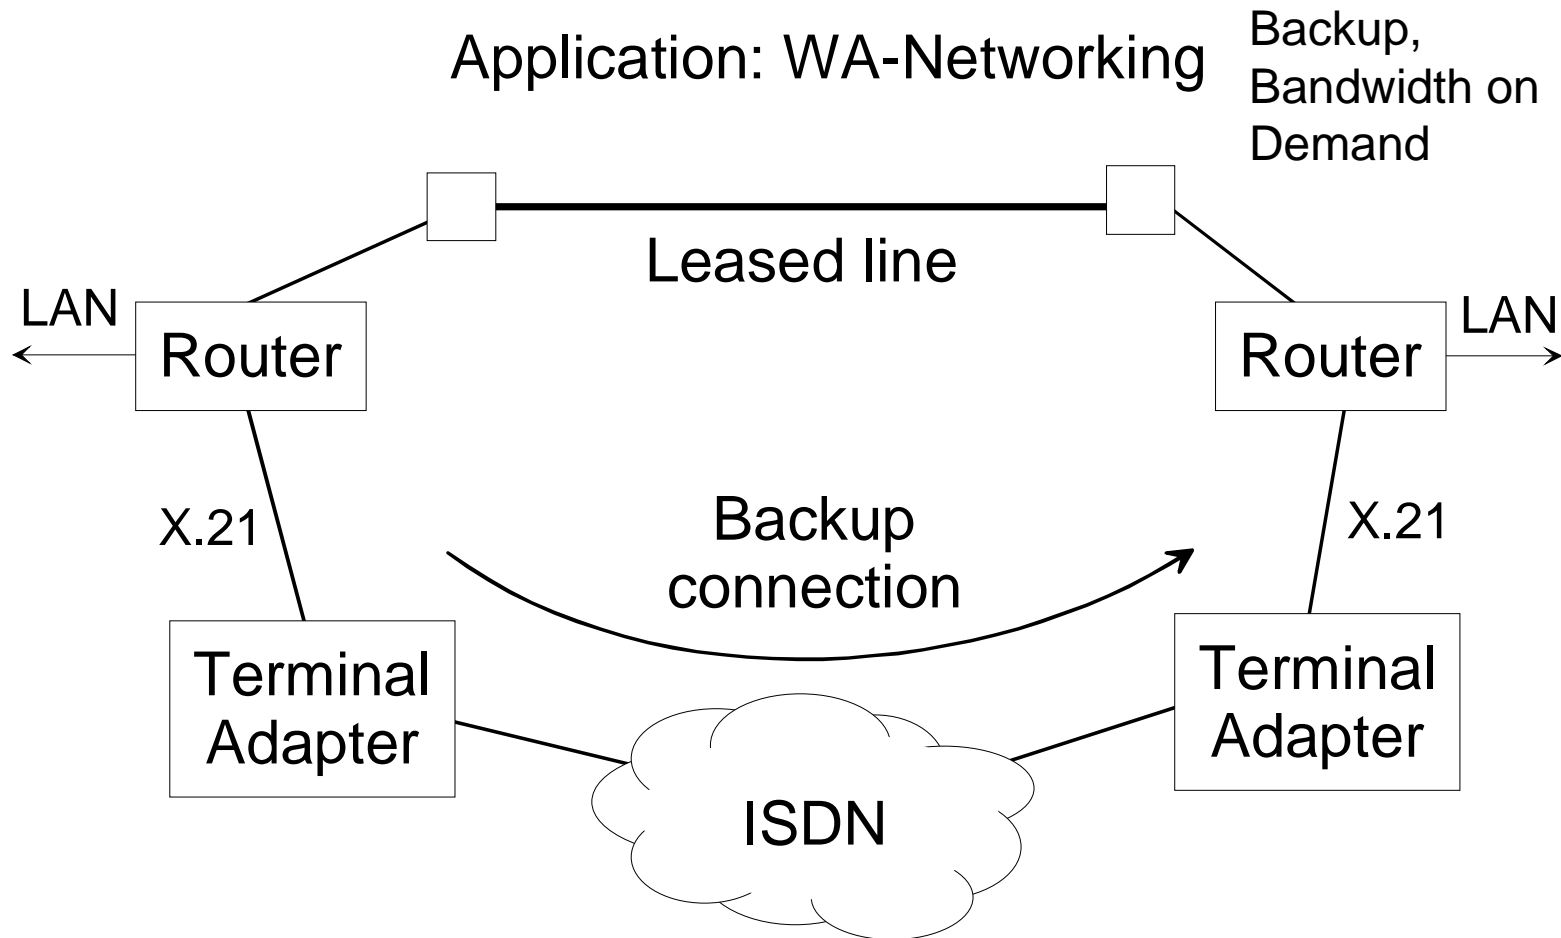 Application: WA-Networking
Backup,
Bandwidth on
Demand
Leased line
LAN
Router
Router
LAN
X.21
Backup
connection
X.21
Terminal
Adapter
Terminal
Adapter
ISDN